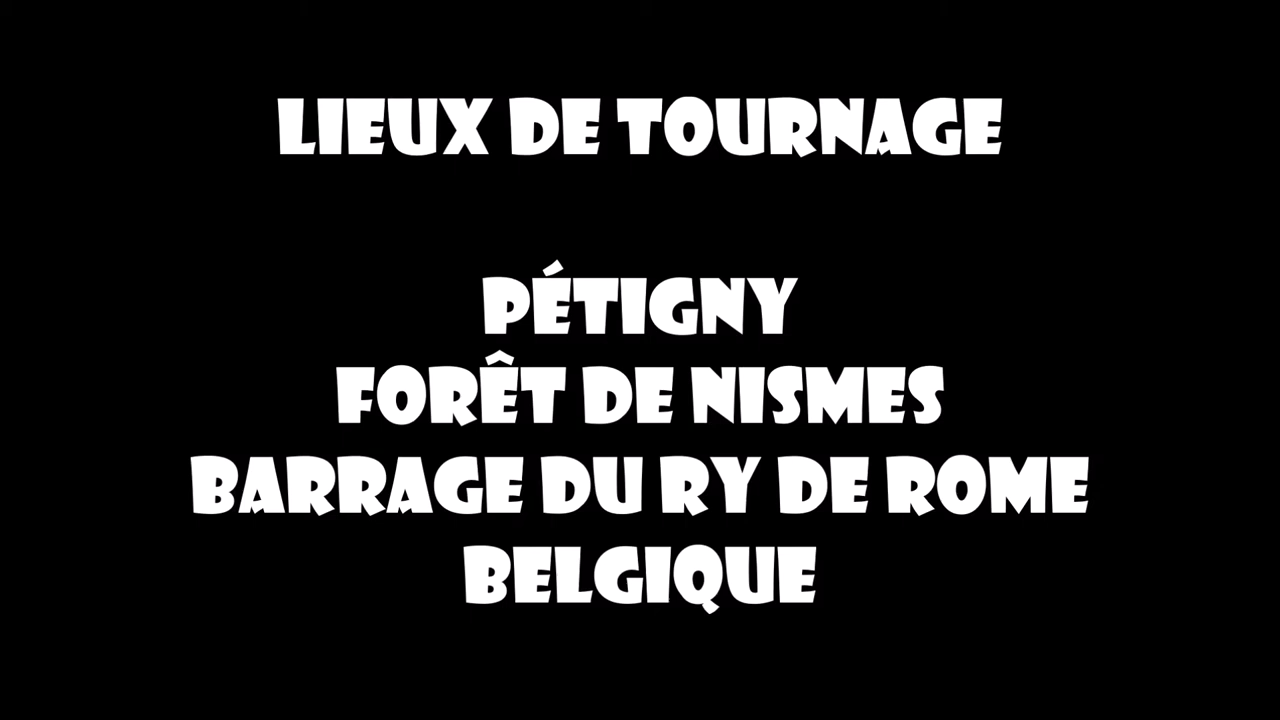 LIEUX DE TOURNAGE
PÉTIGNY
FORÊT DE NISMES
BARRAGE DU RY DE ROME
BELGIQUE